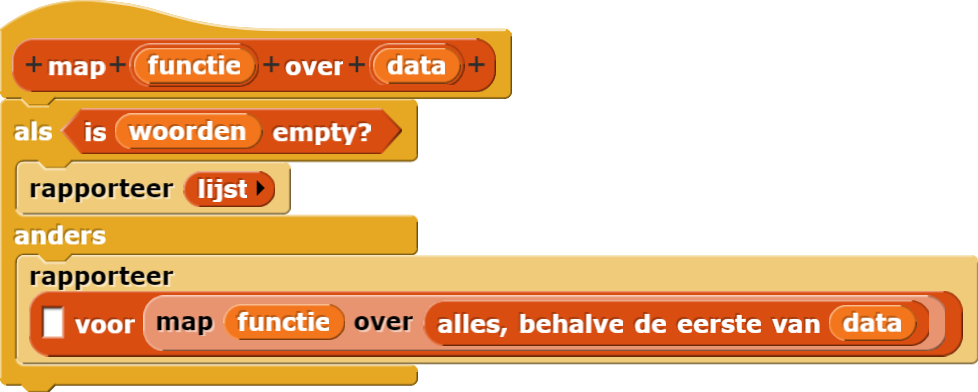 + map + functie + over + data +
als is woorden empty?
rapporteer lijst
anders
rapporteer
voor map functie over alles, behalve de eerste van data